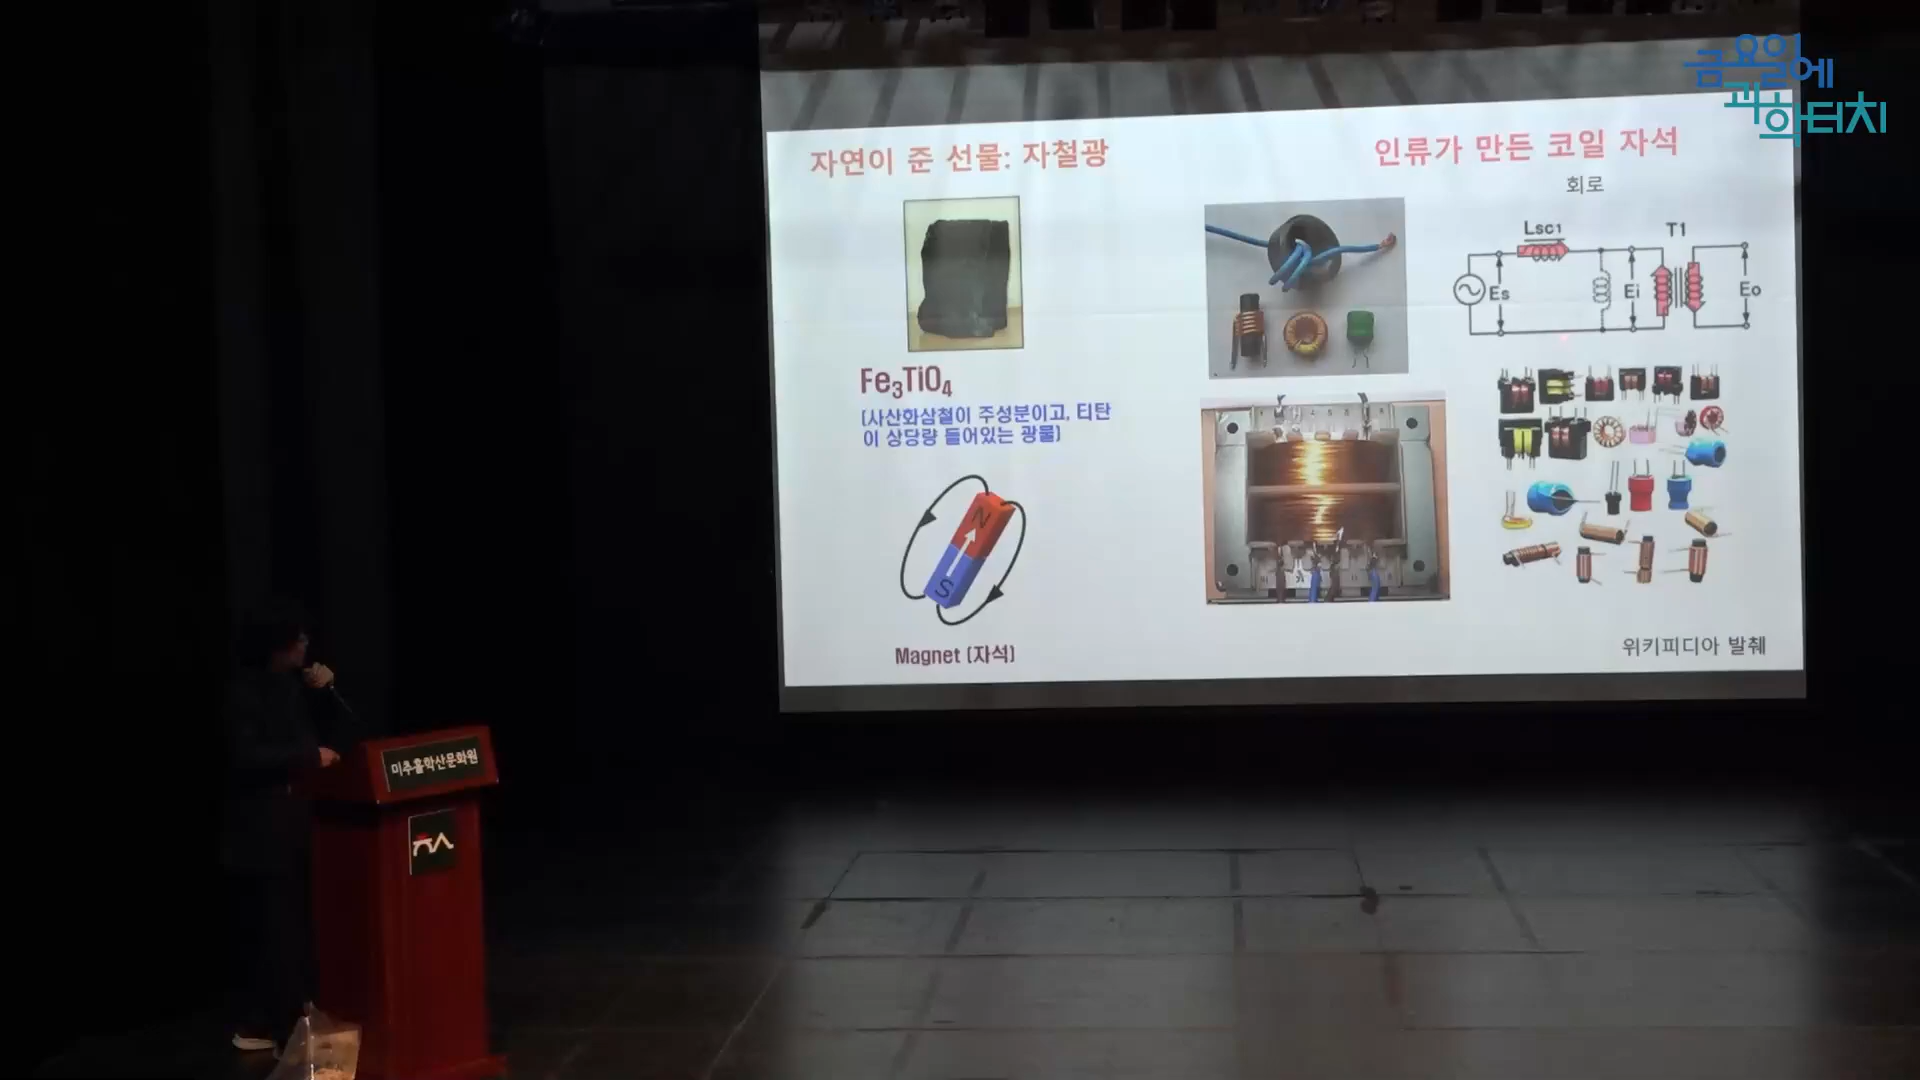 금요일에
과학터치
자연이 준 선물: 자철광
인류가 만든 코일 자석
회로
Lsc1
T1
Es
Ei
Eo
Fe3TiO4
(사산화삼철이 주성분이고, 티탄
이 상당량 들어있는 광물)
N
S
Magnet (자석)
위키피디아 발췌
미추홀학산문화원